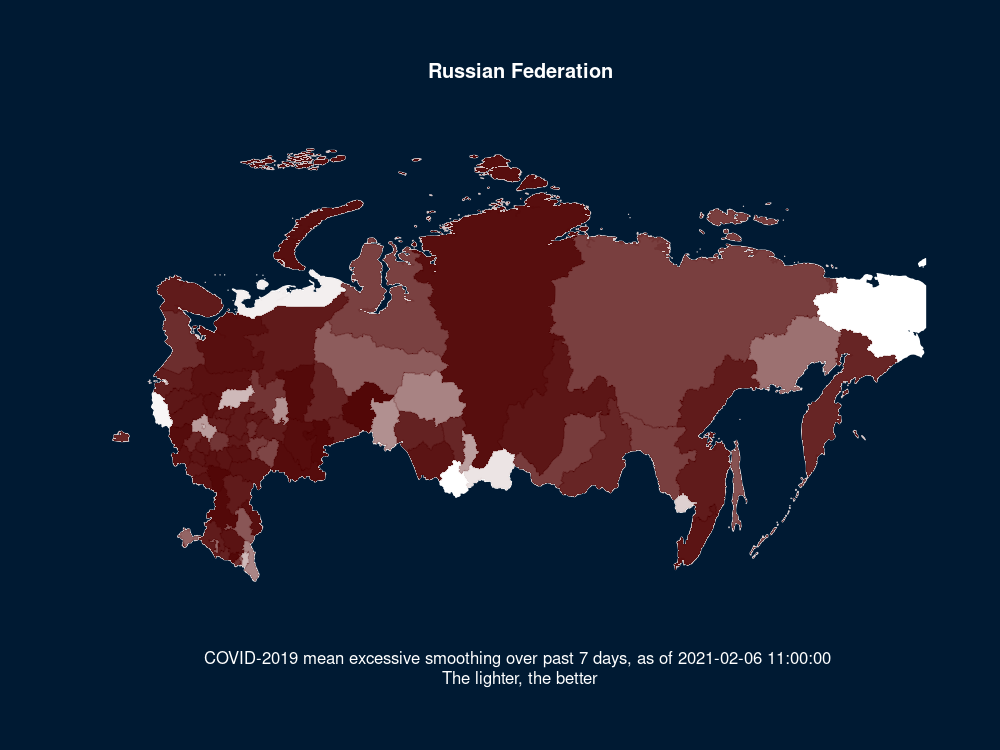 Russian Federation
COVID-2019 mean excessive smoothing over past 7 days, as of 2021-02-06 11:00:00
The lighter, the better